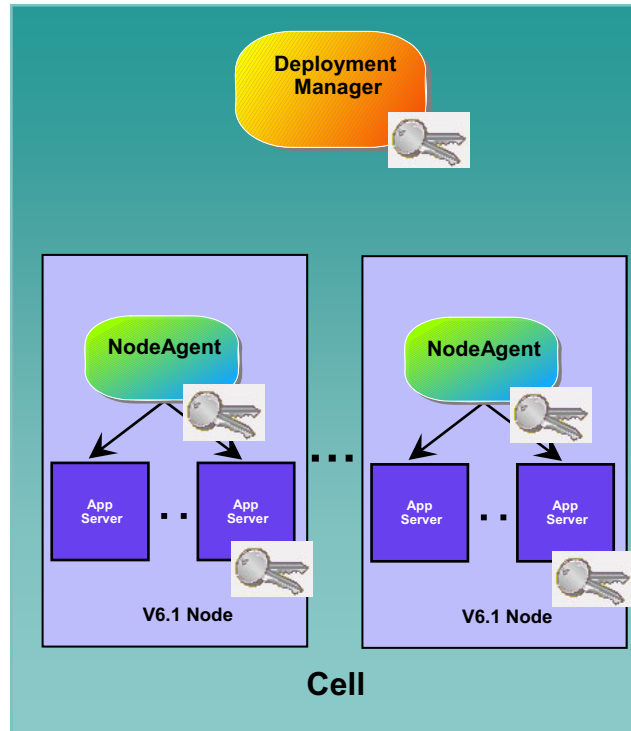 Deployment
Manager
NodeAgent
NodeAgent
...
App
Server
. .
App
Server
App
Server
. .
App
Server
V6.1 Node
V6.1 Node
Cell